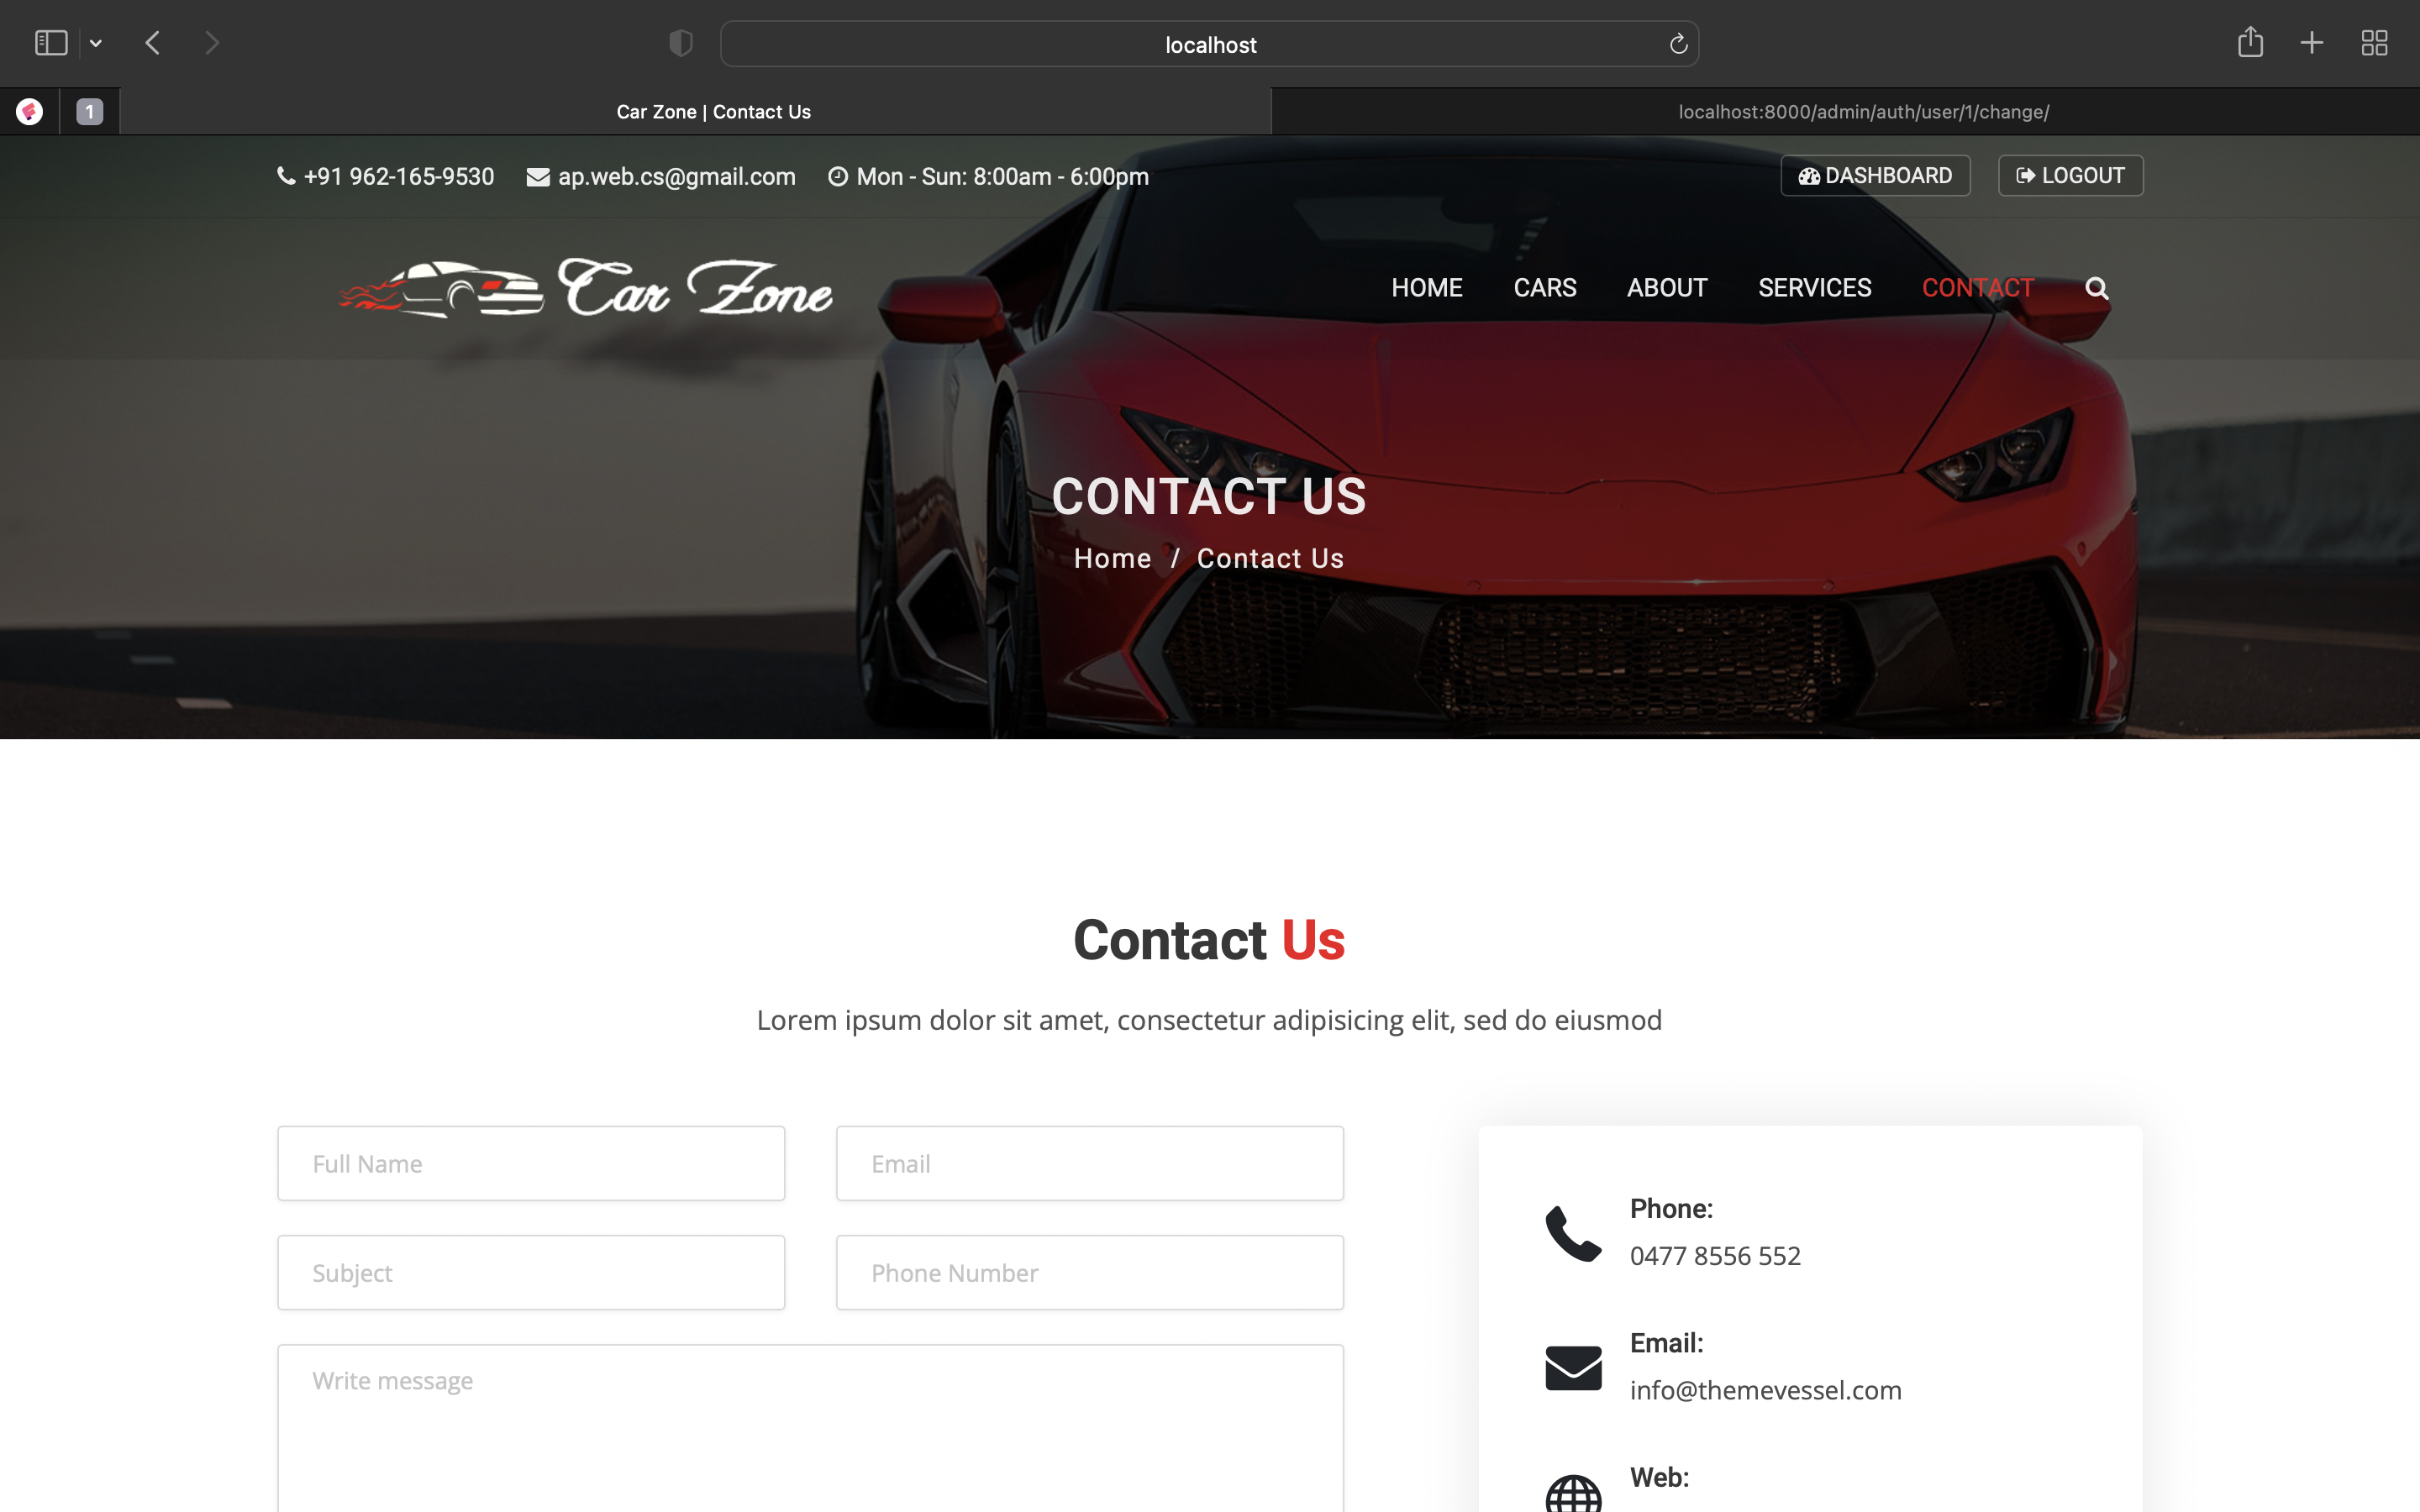 localhost
1
Car Zone | Contact Us
localhost:8000/admin/auth/user/1/change/
+91 962-165-9530 ap.web.cs@gmail.com Mon - Sun: 8:00am - 6:00pm DASHBOARD LOGOUT
Car Zone
HOME CARS ABOUT SERVICES CONTACT
CONTACT US
Home / Contact Us
Contact Us
Lorem ipsum dolor sit amet, consectetur adipisicing elit, sed do eiusmod
Full Name Email
Subject Phone Number
Write message
Phone:
0477 8556 552
Email:
info@themevessel.com
Web: